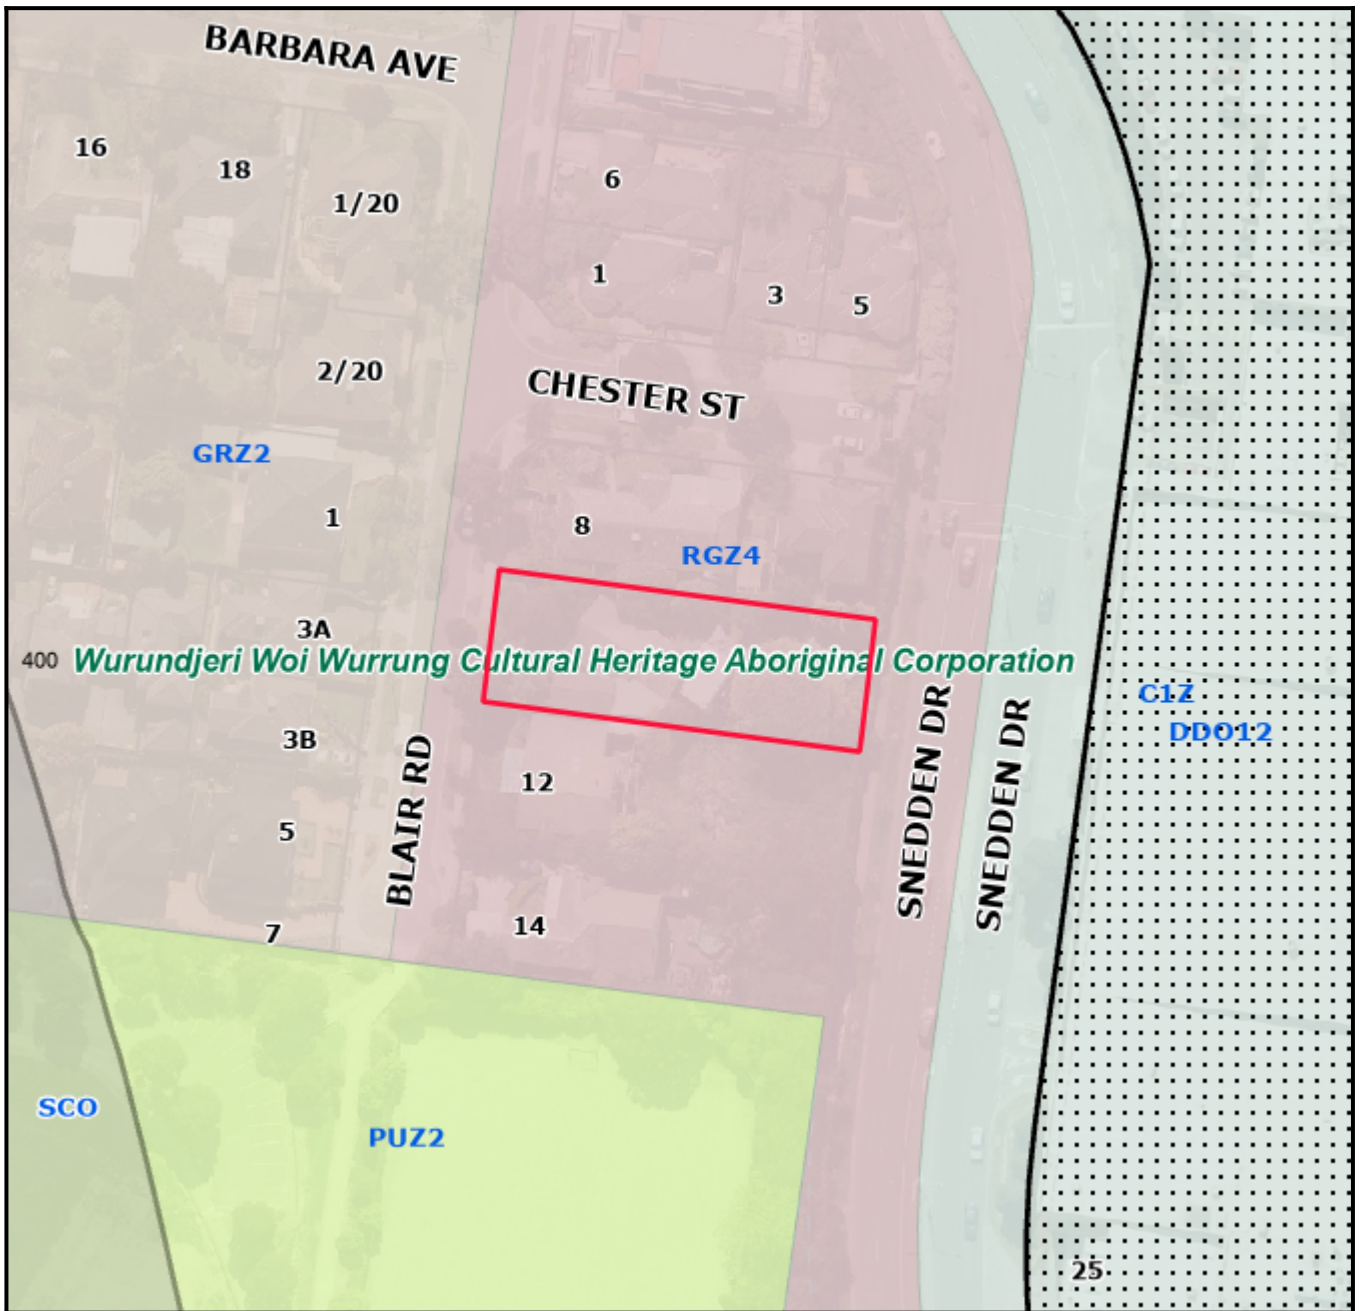 BARBARA AVE
16
18
1/20
6
1
3
5
2/20
CHESTER ST
GRZ2
1
8
RGZ4
3A
400
Wurundjeri Woi Wurrung Cultural Heritage Aboriginal Corporation
C1Z
DDO12
3B
12
BLAIR RD
SNEDDEN DR
SNEDDEN DR
5
14
7
SCO
PUZ2
25